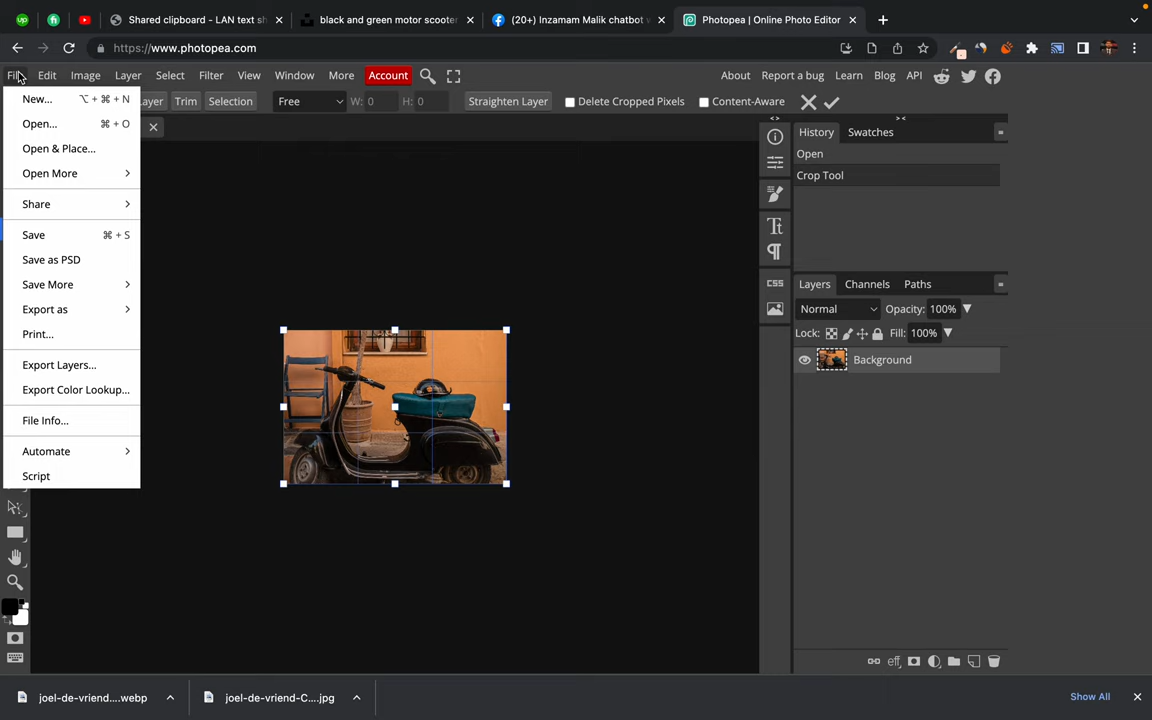 Shared clipboard - LAN text sh
black and green motor scooter
(20+) Inzamam Malik chatbot v
Photopea | Online Photo Editor
https://www.photopea.com
File Edit Image Layer Select Filter View Window More Account About Report a bug Learn Blog API
Layer Trim Selection Free W: 0 H: 0 Straighten Layer Delete Cropped Pixels Content-Aware
New... ⌥ + ⌘ + N
Open... ⌘ + O
Open & Place...
Open More
Share
Save ⌘ + S
Save as PSD
Save More
Export as
Print...
Export Layers...
Export Color Lookup...
File Info...
Automate
Script
< >
> <
History Swatches
Open
Crop Tool
CSS
Layers Channels Paths
Normal Opacity: 100%
Lock: Fill: 100%
Background
eff
joel-de-vriend....webp
joel-de-vriend-C....jpg
Show All